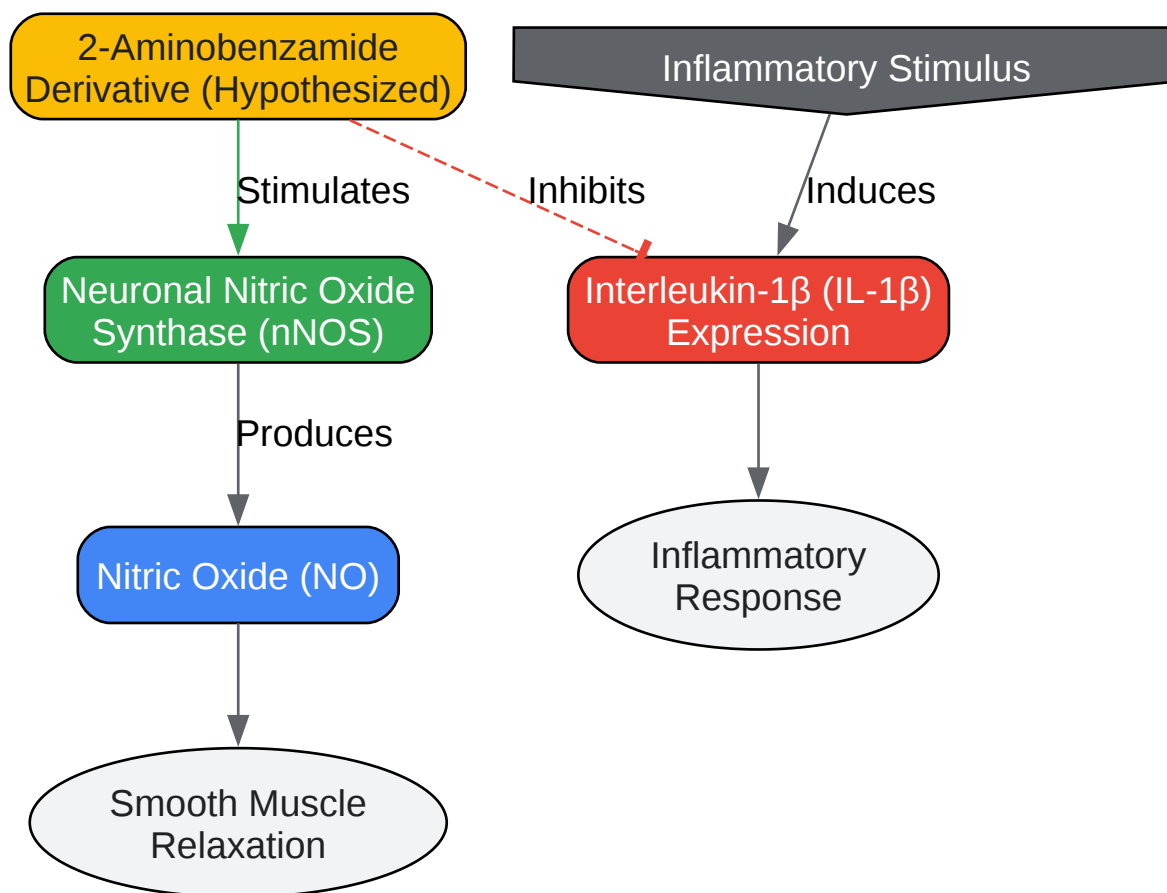 2-Aminobenzamide
Derivative (Hypothesized)
Inflammatory Stimulus
Stimulates
Inhibits
Induces
Neuronal Nitric Oxide
Synthase (nNOS)
Interleukin-1β (IL-1β)
Expression
Produces
Nitric Oxide (NO)
Inflammatory
Response
Smooth Muscle
Relaxation